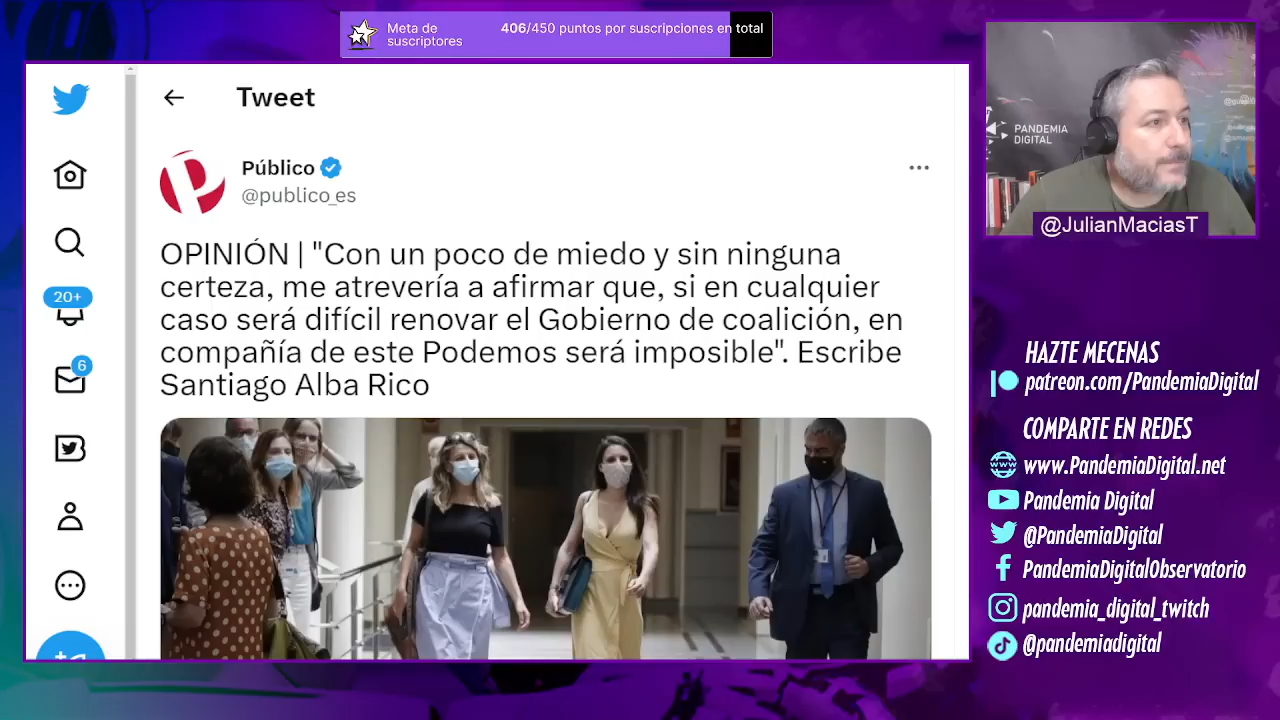 Meta de
suscriptores
406/450 puntos por suscripciones en total
Tweet
Público
@publico_es
OPINIÓN | "Con un poco de miedo y sin ninguna
certeza, me atrevería a afirmar que, si en cualquier
caso será difícil renovar el Gobierno de coalición, en
compañía de este Podemos será imposible". Escribe
Santiago Alba Rico
20+
6
PANDEMIA
DIGITAL
@JulianMaciasT
HAZTE MECENAS
patreon.com/PandemiaDigital
COMPARTE EN REDES
www.PandemiaDigital.net
Pandemia Digital
@PandemiaDigital
PandemiaDigitalObservatorio
pandemia_digital_twitch
@pandemiadigital